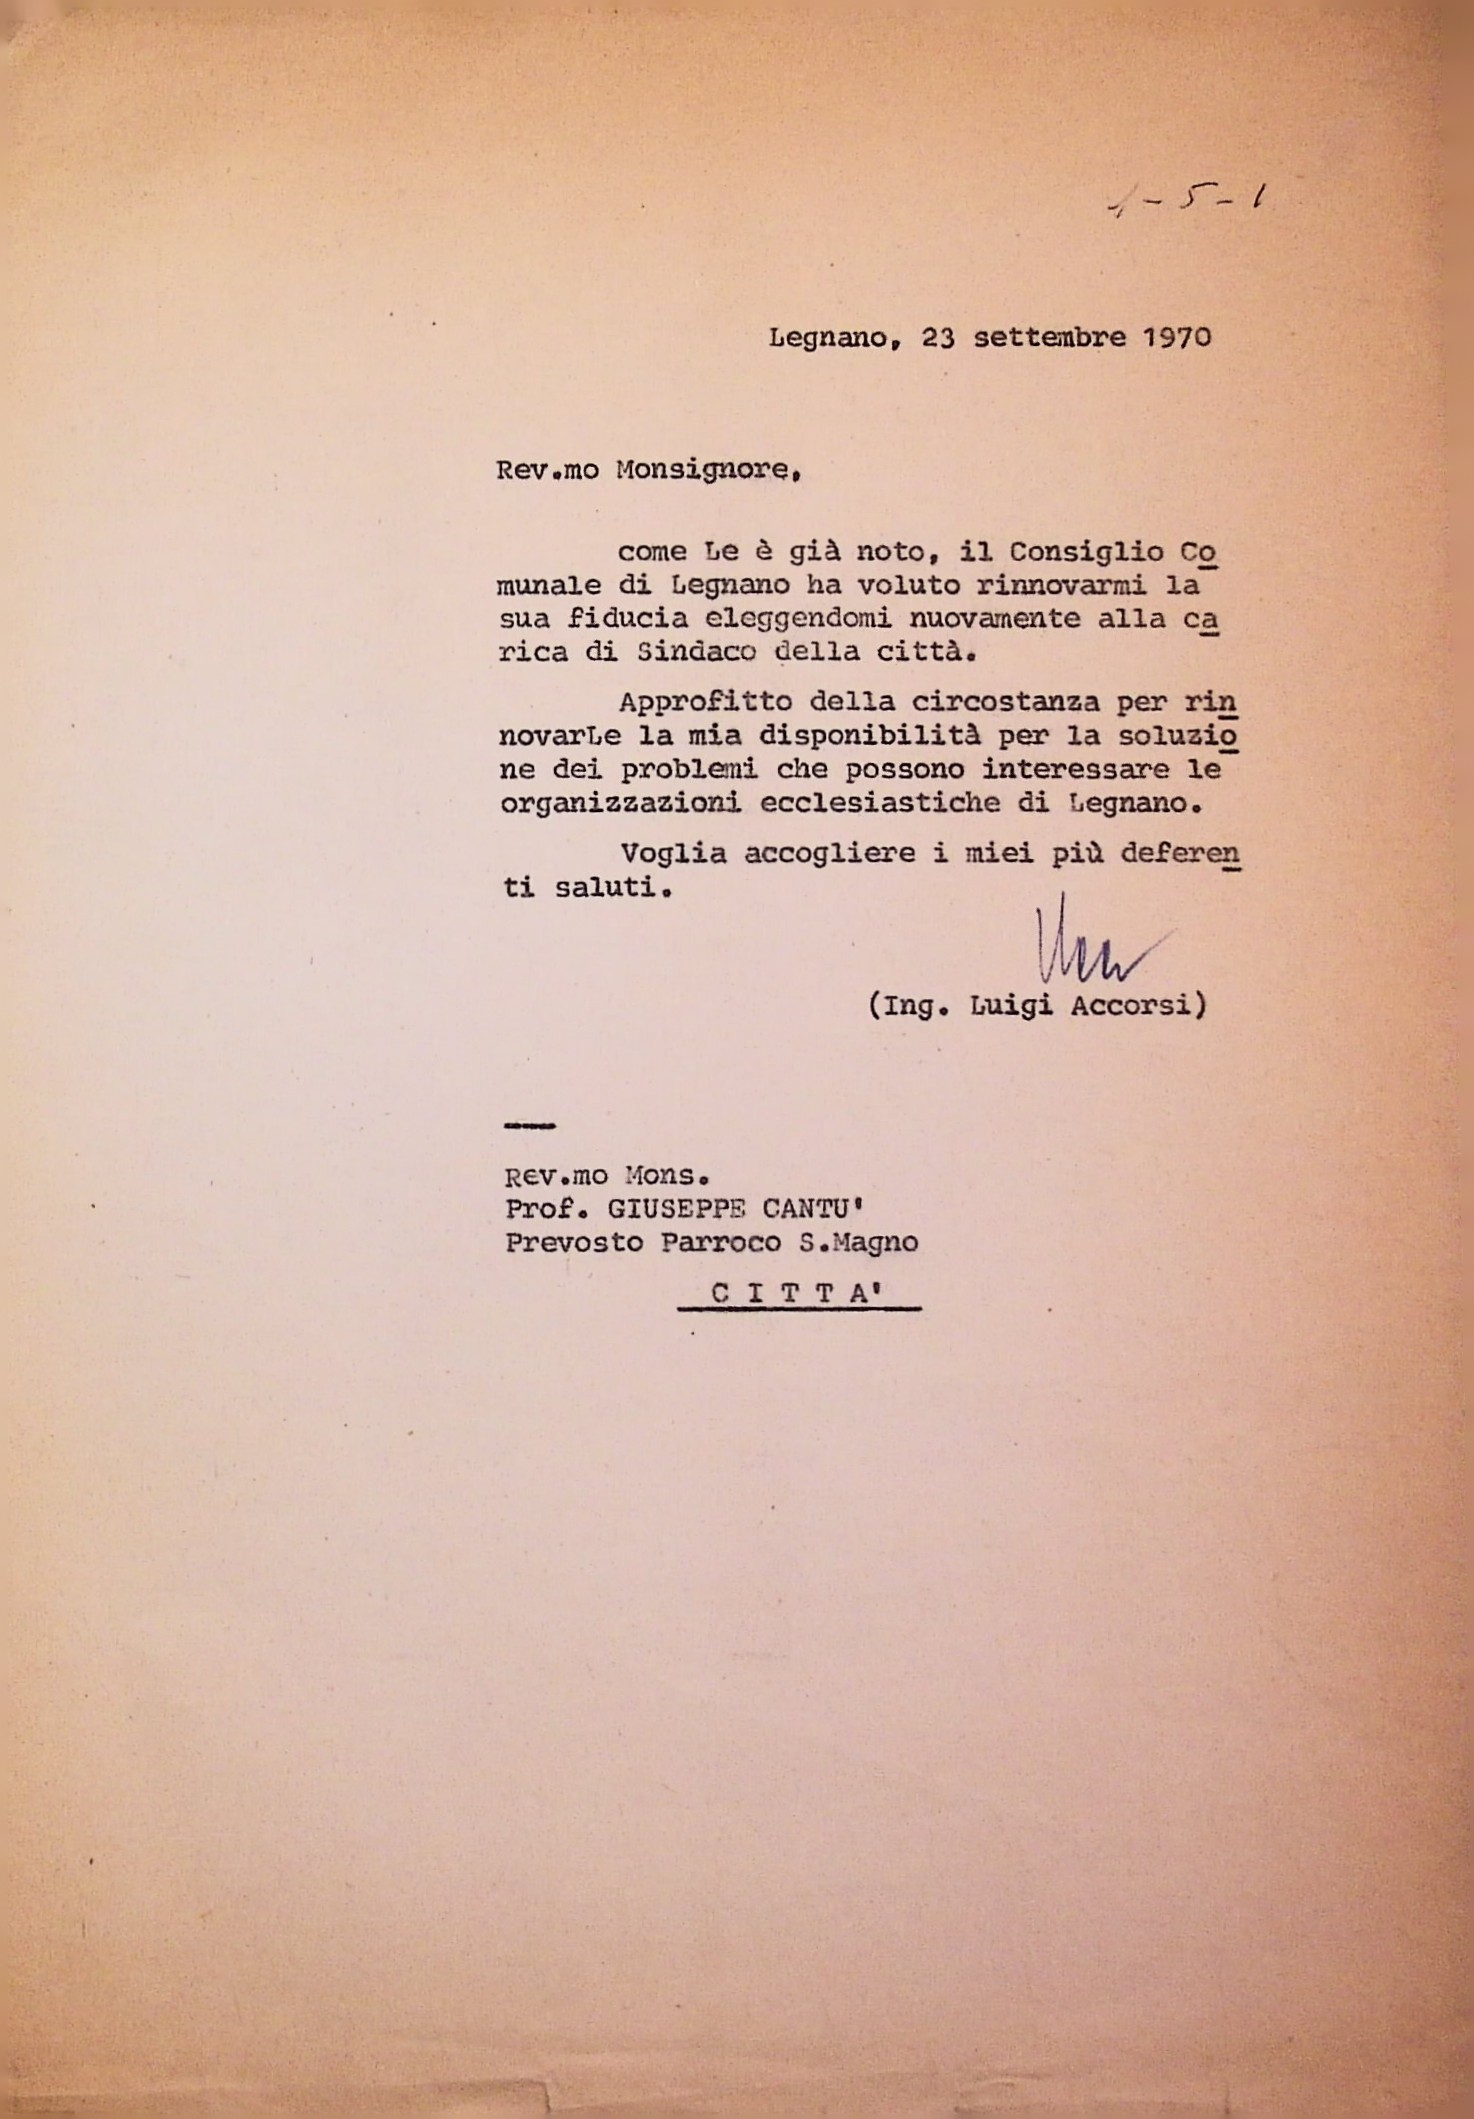 - 5 - 1
Legnano, 23 settembre 1970
Rev.mo Monsignore,
come Le è già noto, il Consiglio Co
munale di Legnano ha voluto rinnovarmi la
sua fiducia eleggendomi nuovamente alla ca
rica di Sindaco della città.
Approfitto della circostanza per rin
novarLe la mia disponibilità per la soluzio
ne dei problemi che possono interessare le
organizzazioni ecclesiastiche di Legnano.
Voglia accogliere i miei più deferen
ti saluti.
(Ing. Luigi Accorsi)
Rev.mo Mons.
Prof. GIUSEPPE CANTU'
Prevosto Parroco S.Magno
C I T T A'